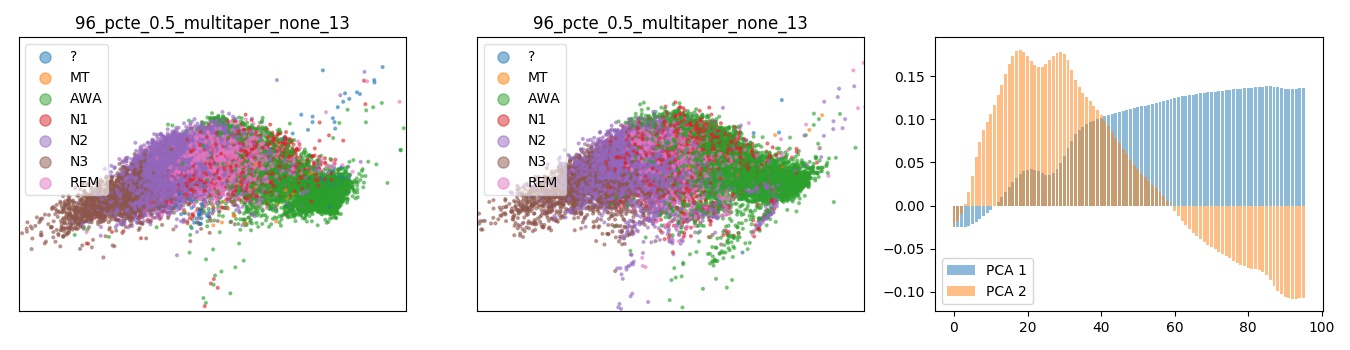 96_pcte_0.5_multitaper_none_13
?
MT
AWA
N1
N2
N3
REM
96_pcte_0.5_multitaper_none_13
?
MT
AWA
N1
N2
N3
REM
0.15
0.10
0.05
0.00
−0.05
−0.10
PCA 1
PCA 2
0
20
40
60
80
100